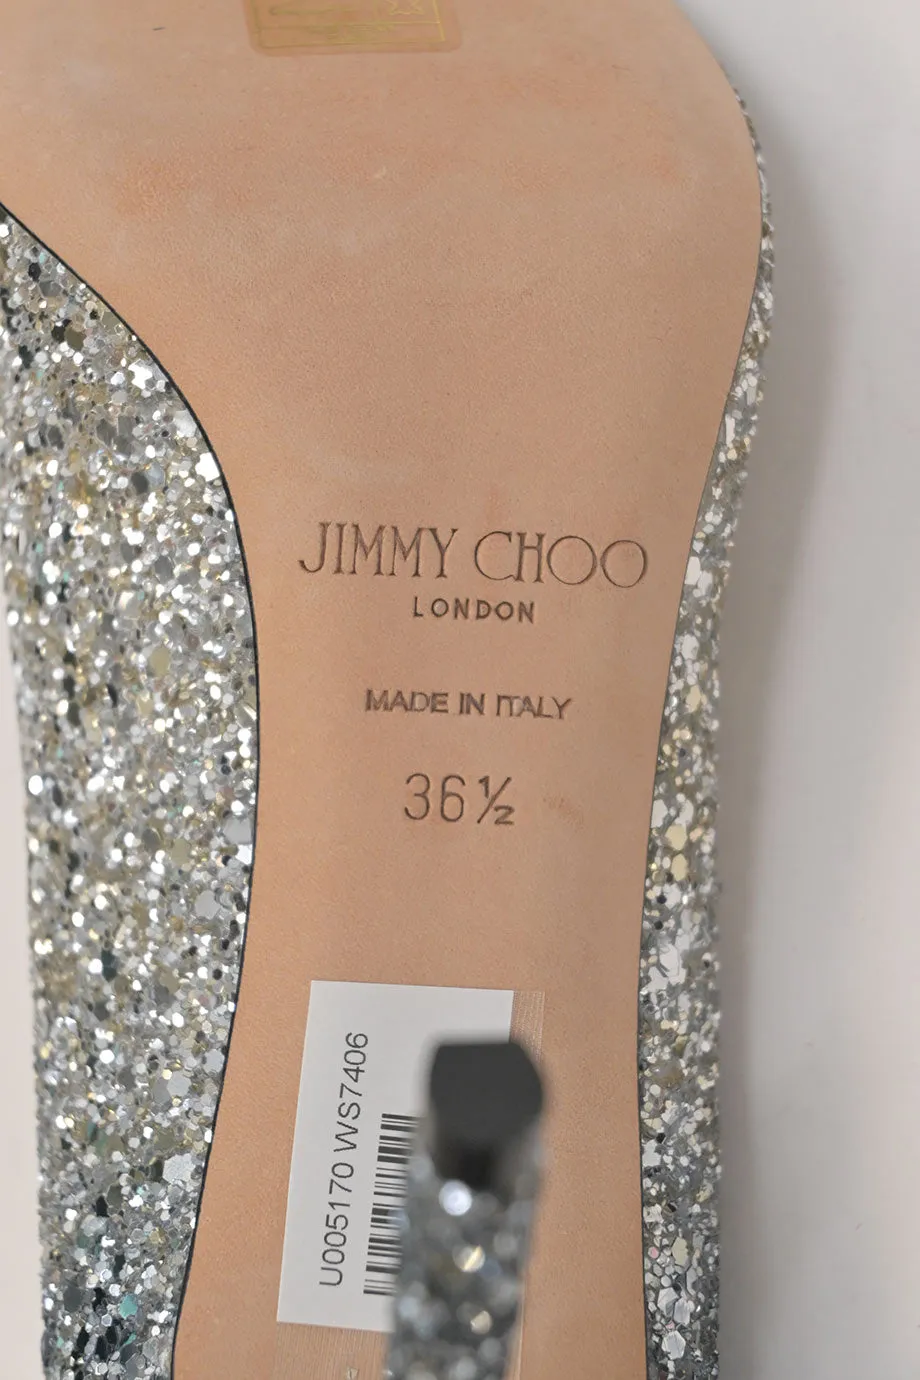 JIMMY CHOO
LONDON
MADE IN ITALY
36½
U005170 WS7406